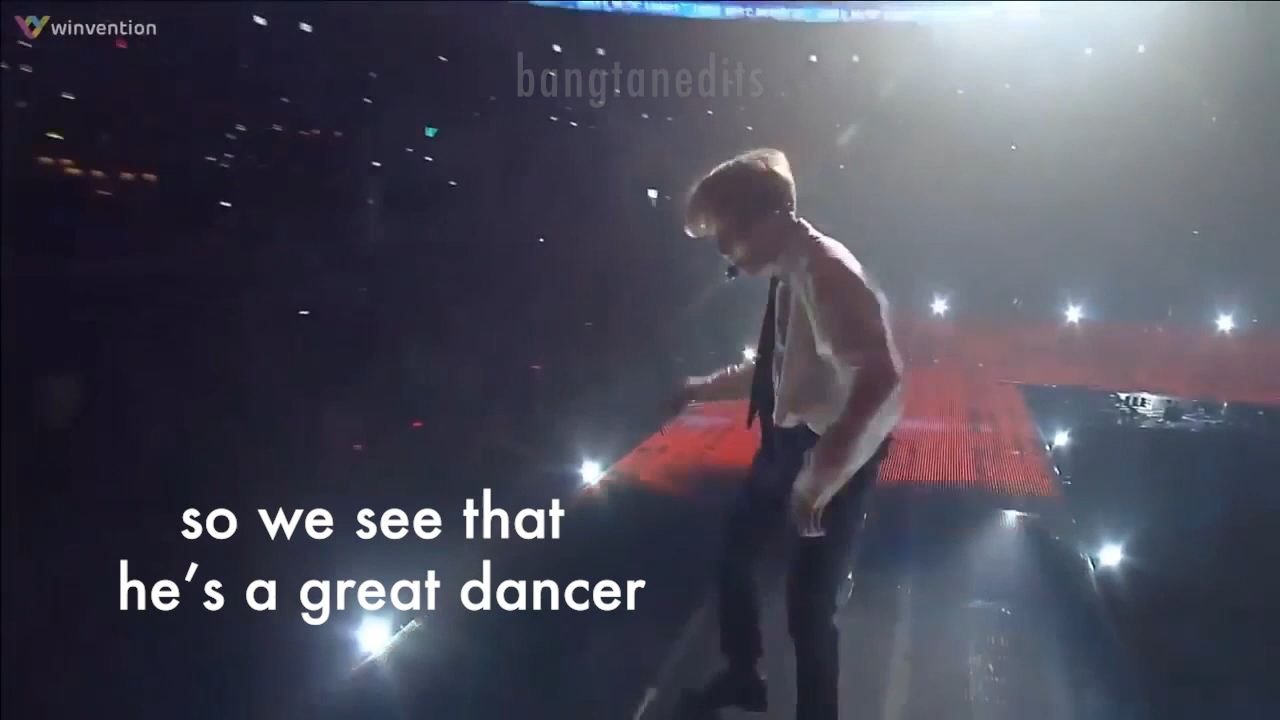 winvention
bangtanedits
so we see that
he's a great dancer